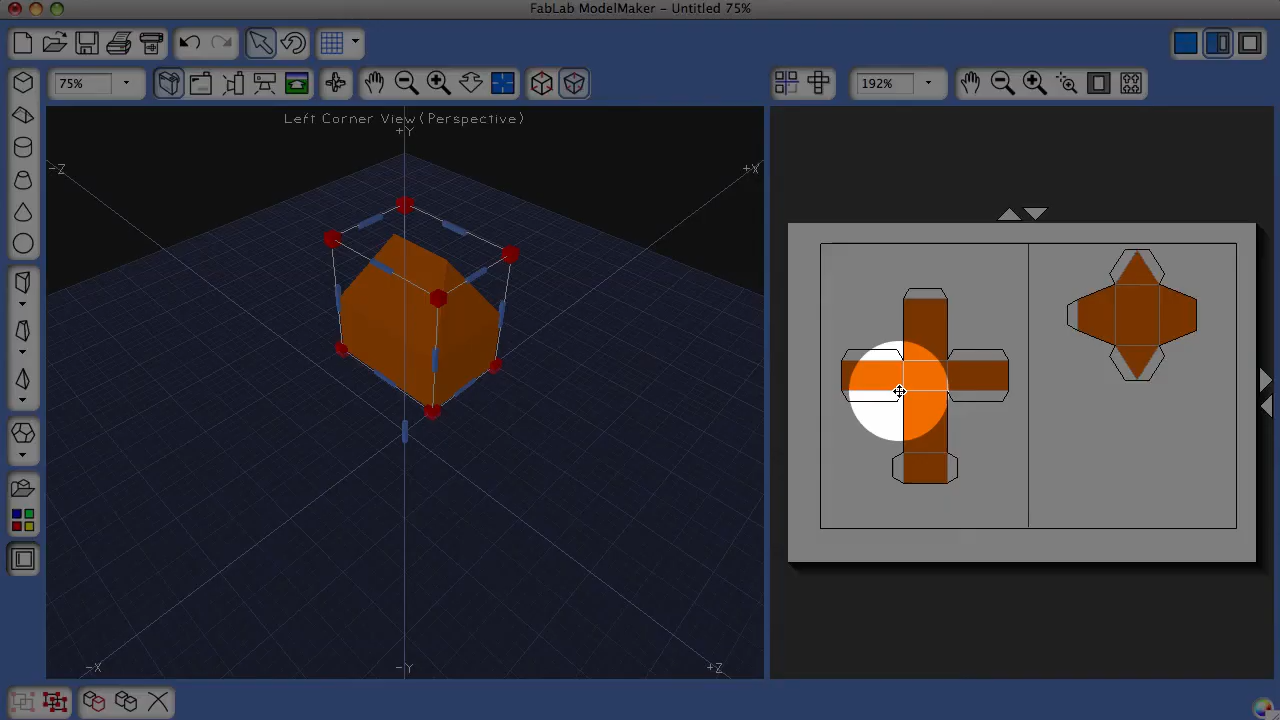 FabLab ModelMaker – Untitled 75%
75%
192%
Left Corner View (Perspective)
+Y
-Z
+X
-X
-Y
+Z